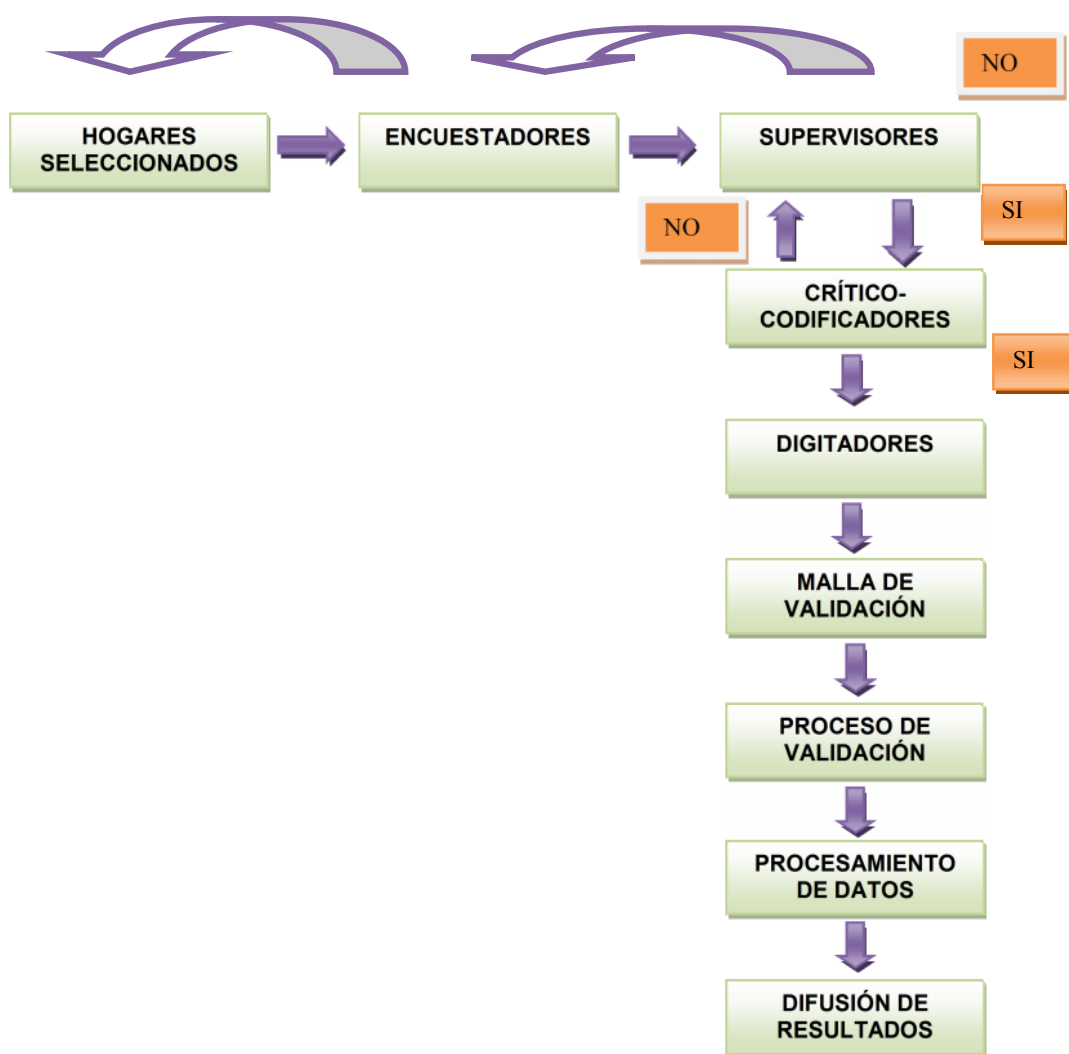 NO
HOGARES
SELECCIONADOS
ENCUESTADORES
SUPERVISORES
SI
NO
CRÍTICO-
CODIFICADORES
SI
DIGITADORES
MALLA DE
VALIDACIÓN
PROCESO DE
VALIDACIÓN
PROCESAMIENTO
DE DATOS
DIFUSIÓN DE
RESULTADOS